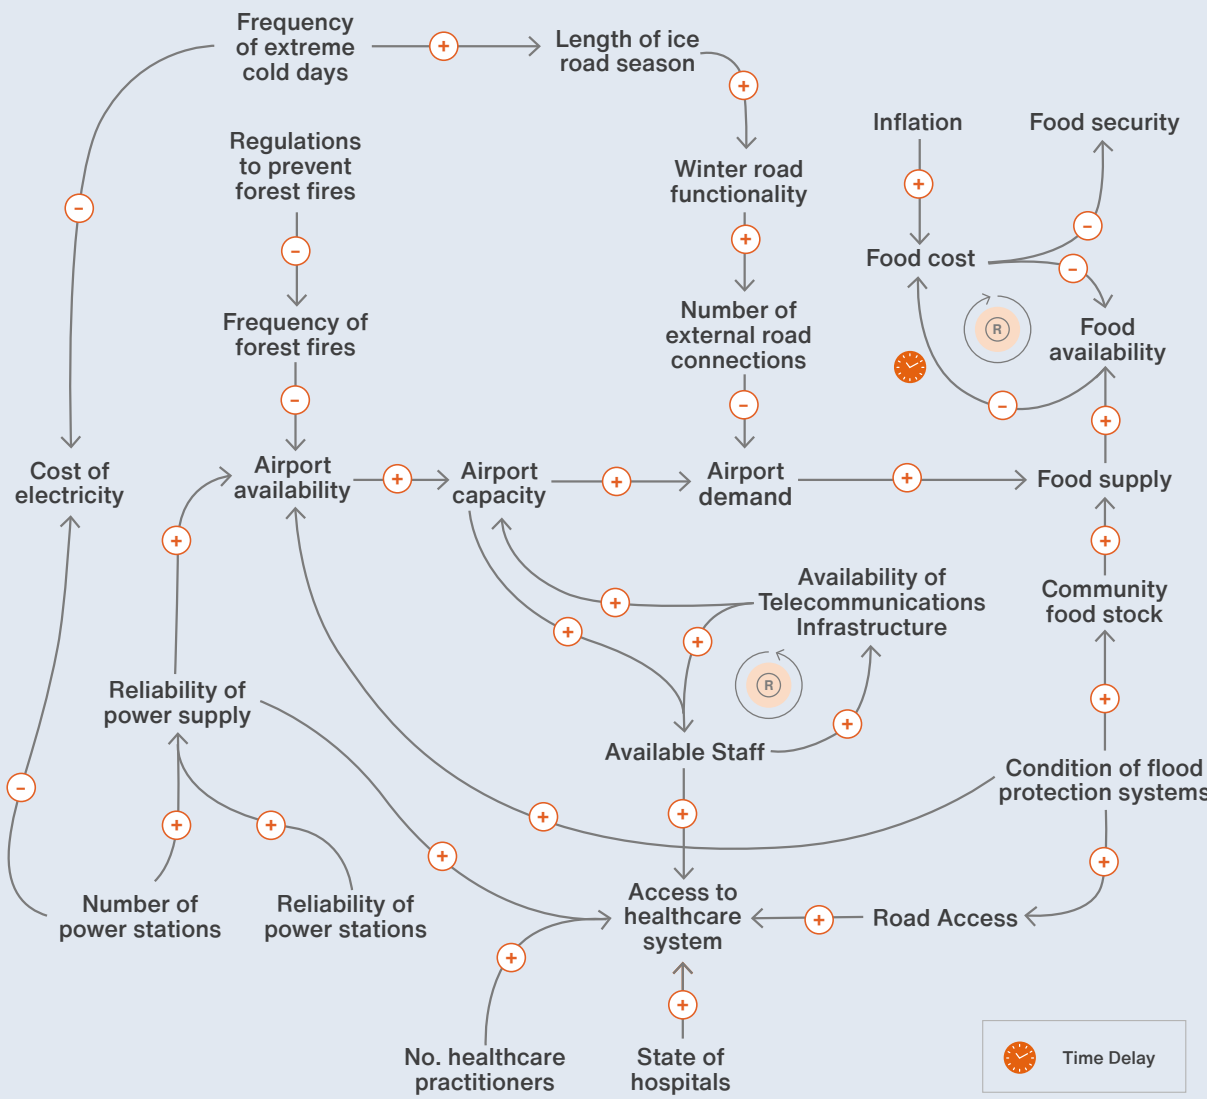 Frequency
of extreme
cold days
+
Length of ice
road season
+
Inflation
Food security
Regulations
to prevent
forest fires
Winter road
functionality
+
–
–
–
+
Food cost
–
Frequency of
forest fires
Number of
external road
connections
R
Food
availability
–
–
–
+
Cost of
electricity
Airport
availability
+
Airport
capacity
+
Airport
demand
+
Food supply
+
+
Availability of
Telecommunications
Infrastructure
+
+
+
Community
food stock
Reliability of
power supply
R
+
+
Available Staff
Condition of flood
protection systems
–
+
+
+
+
+
+
Number of
power stations
Reliability of
power stations
Access to
healthcare
system
+
Road Access
+
+
No. healthcare
practitioners
State of
hospitals
Time Delay